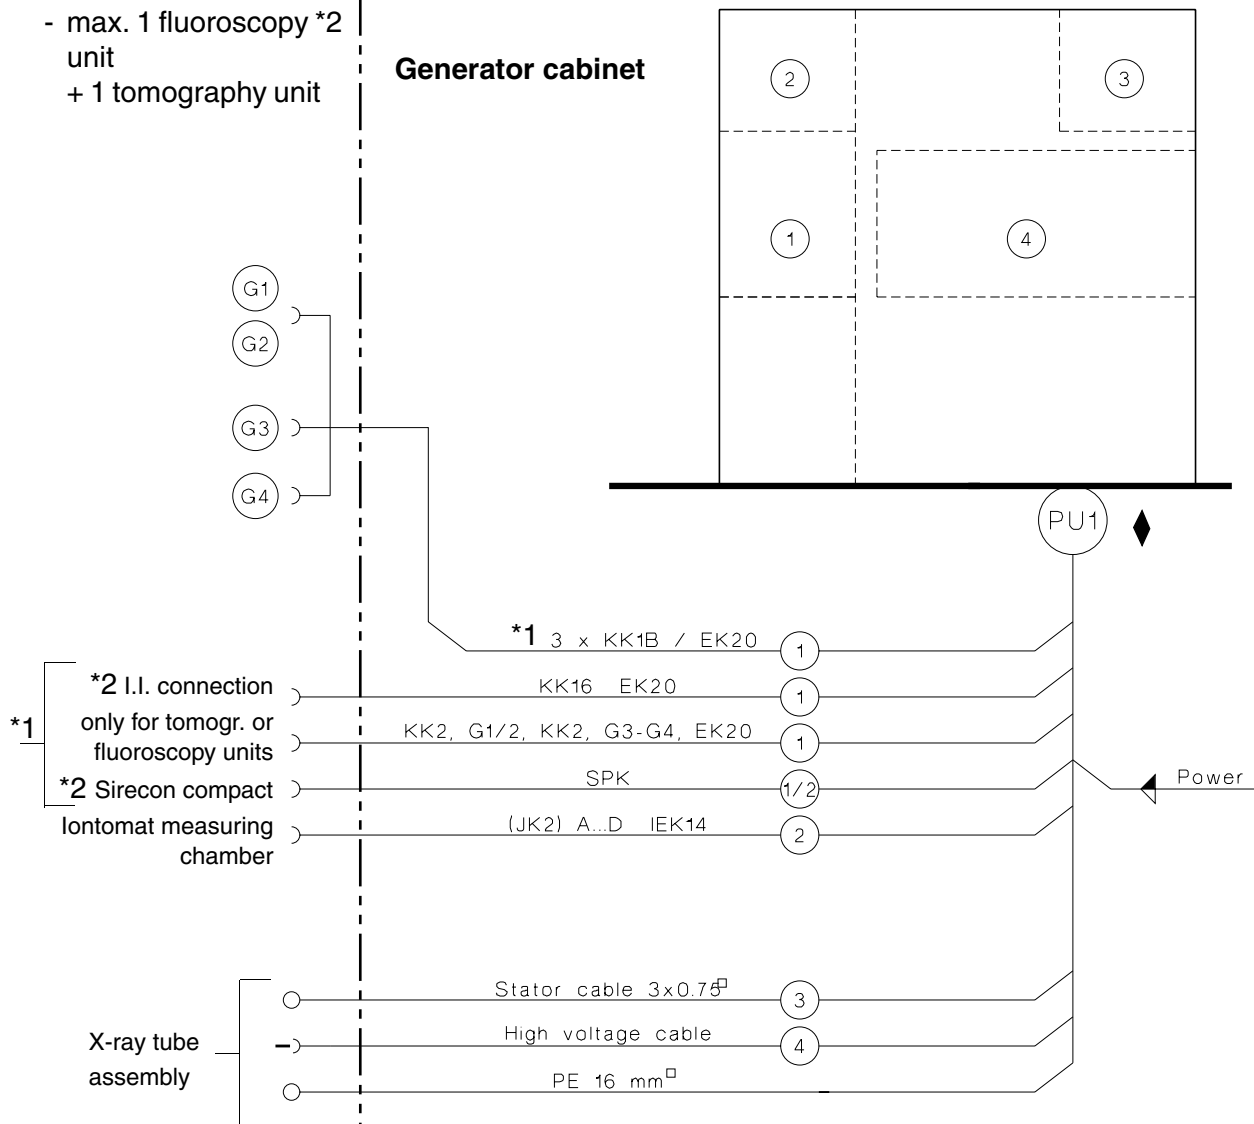 - max. 1 fluoroscopy *2
unit
+ 1 tomography unit
Generator cabinet
2
3
1
4
G1
G2
G3
G4
PU1
*1 3 x KK1B / EK20
1
*1
*2 I.I. connection
KK16 EK20
1
only for tomogr. or
fluoroscopy units
KK2, G1/2, KK2, G3-G4, EK20
1
*2 Sirecon compact
SPK
1/2
Power
Iontomat measuring
chamber
(JK2) A...D IEK14
2
X-ray tube
assembly
Stator cable 3x0.75□
3
High voltage cable
4
PE 16 mm□